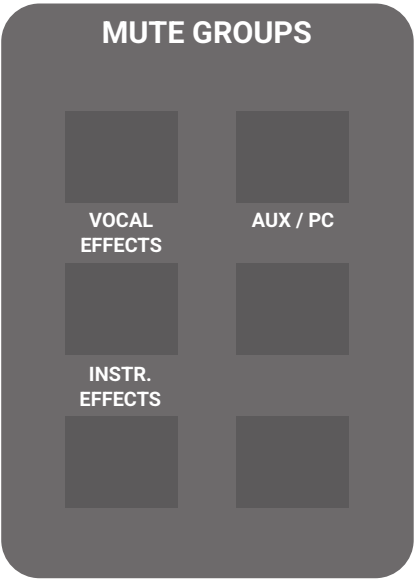 MUTE GROUPS
VOCAL
EFFECTS
AUX / PC
INSTR.
EFFECTS